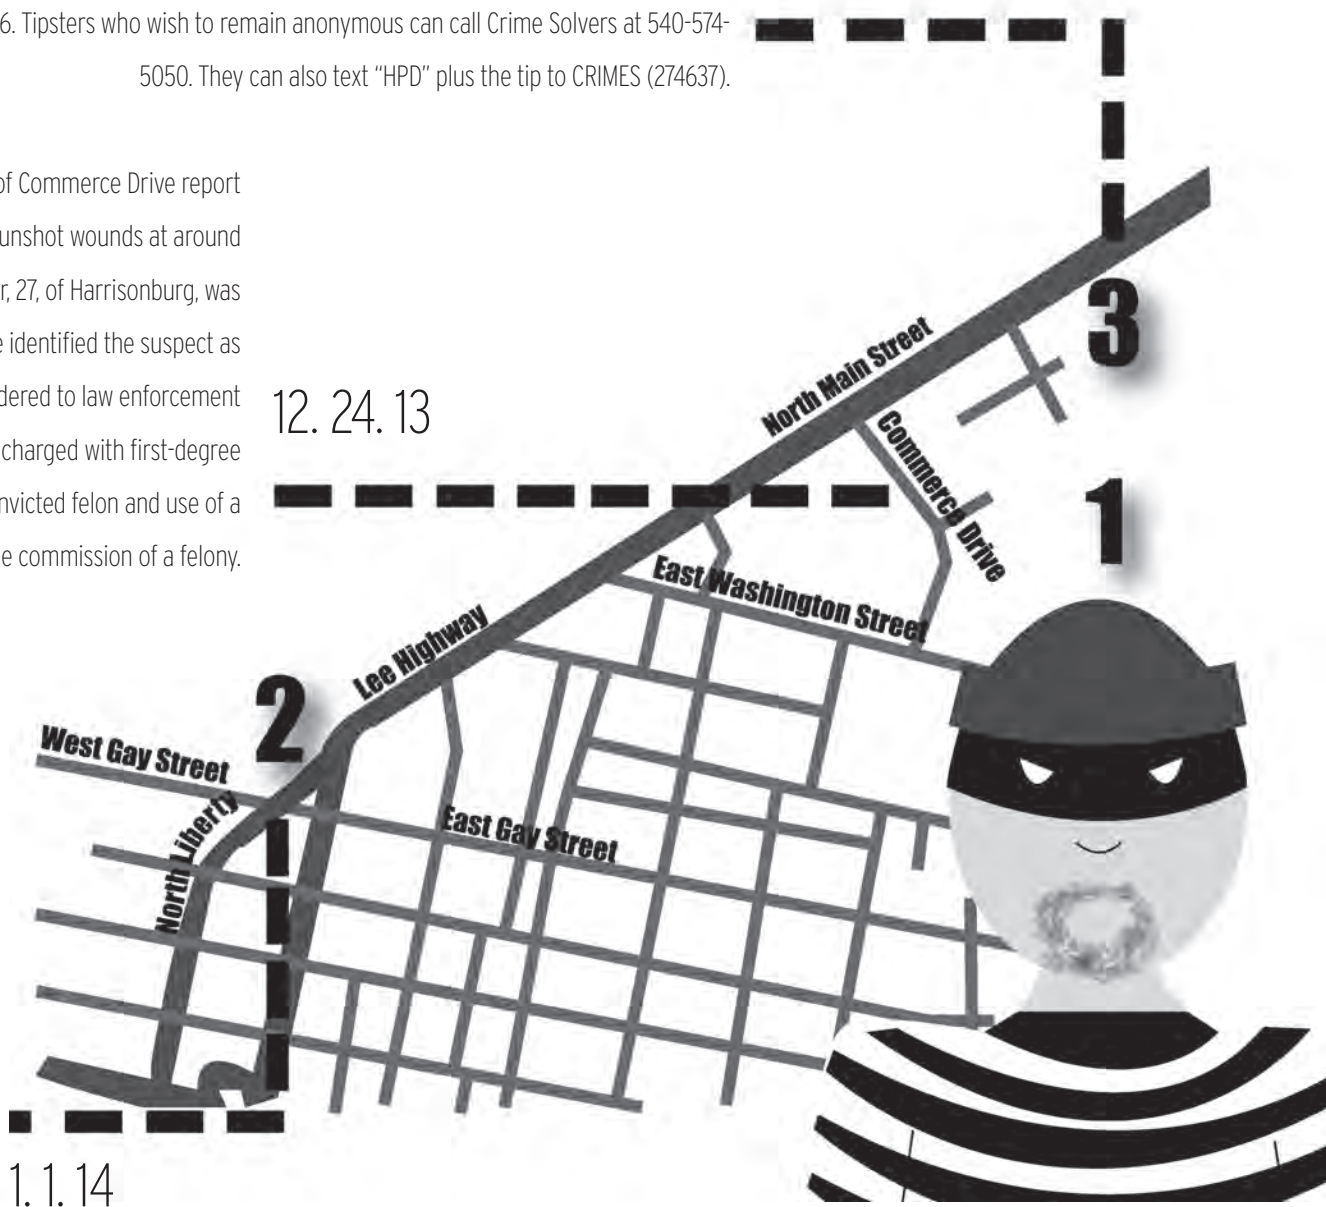 6. Tipsters who wish to remain anonymous can call Crime Solvers at 540-574-
5050. They can also text “HPD” plus the tip to CRIMES (274637).
of Commerce Drive report
unshot wounds at around
r, 27, of Harrisonburg, was
e identified the suspect as
dered to law enforcement
charged with first-degree
nvicted felon and use of a
e commission of a felony.
12. 24. 13
3
North Main Street
Commerce Drive
1
East Washington Street
Lee Highway
2
West Gay Street
North Liberty
East Gay Street
1. 1. 14